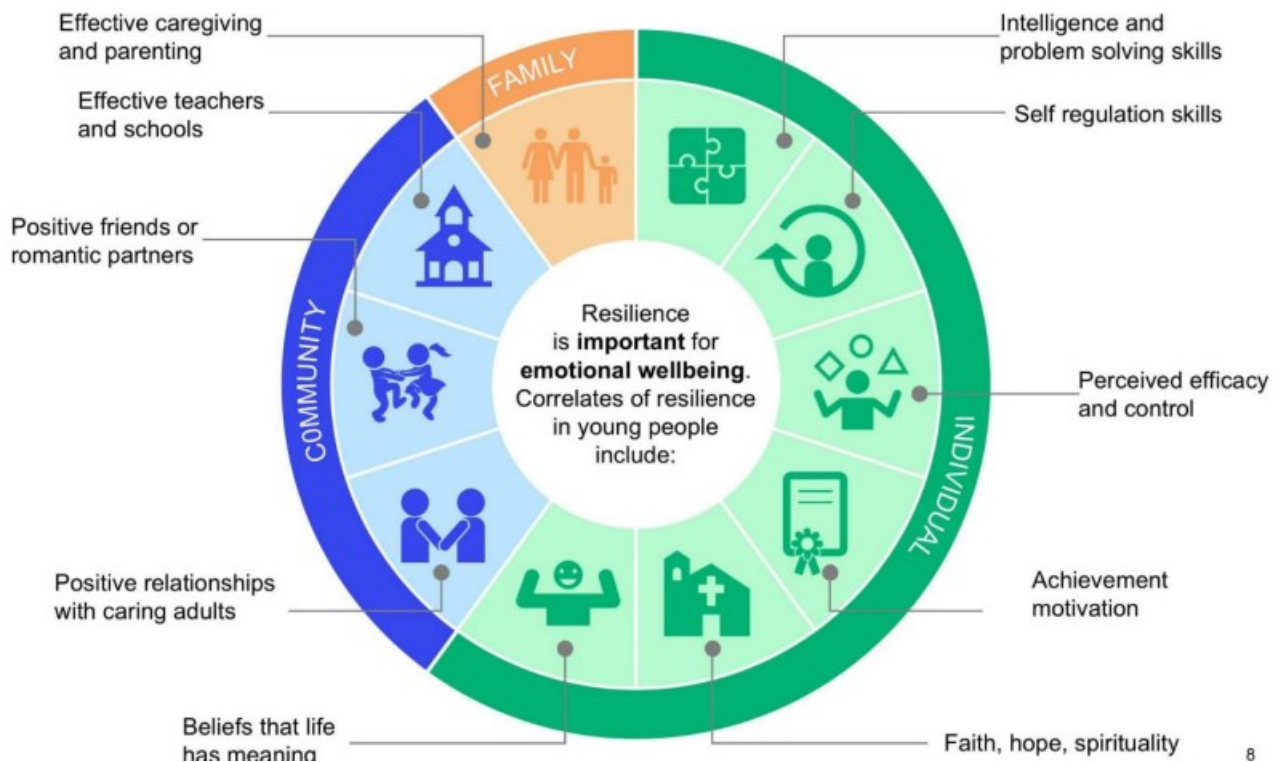 Effective caregiving
and parenting
Effective teachers
and schools
Positive friends or
romantic partners
Positive relationships
with caring adults
Beliefs that life
has meaning
FAMILY
COMMUNITY
INDIVIDUAL
Resilience
is important for
emotional wellbeing.
Correlates of resilience
in young people
include:
Intelligence and
problem solving skills
Self regulation skills
Perceived efficacy
and control
Achievement
motivation
Faith, hope, spirituality
8